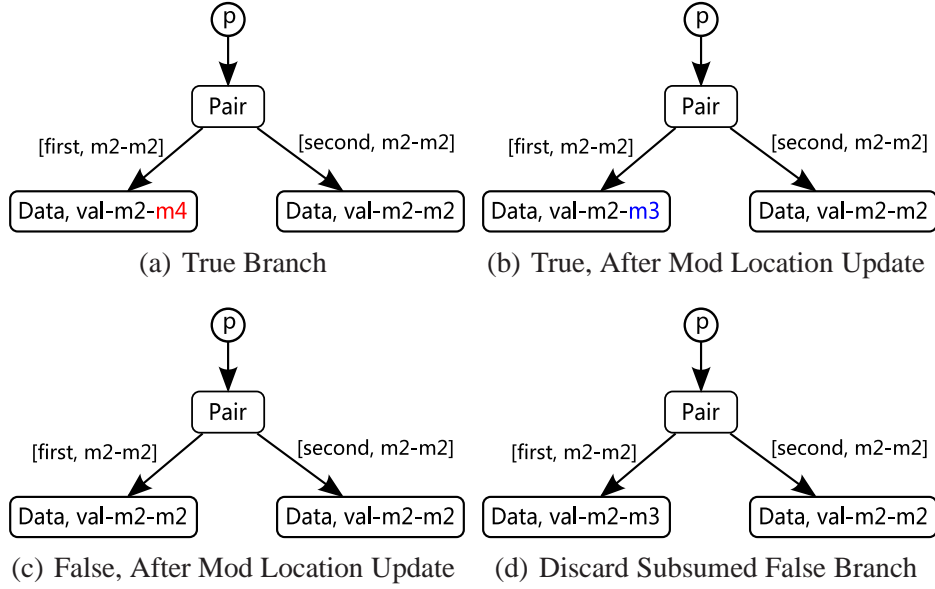 p
p
Pair
Pair
[first, m2-m2]
[second, m2-m2]
[first, m2-m2]
[second, m2-m2]
Data, val-m2-m4
Data, val-m2-m2
Data, val-m2-m3
Data, val-m2-m2
(a) True Branch
(b) True, After Mod Location Update
p
p
Pair
Pair
[first, m2-m2]
[second, m2-m2]
[first, m2-m2]
[second, m2-m2]
Data, val-m2-m2
Data, val-m2-m2
Data, val-m2-m3
Data, val-m2-m2
(c) False, After Mod Location Update
(d) Discard Subsumed False Branch